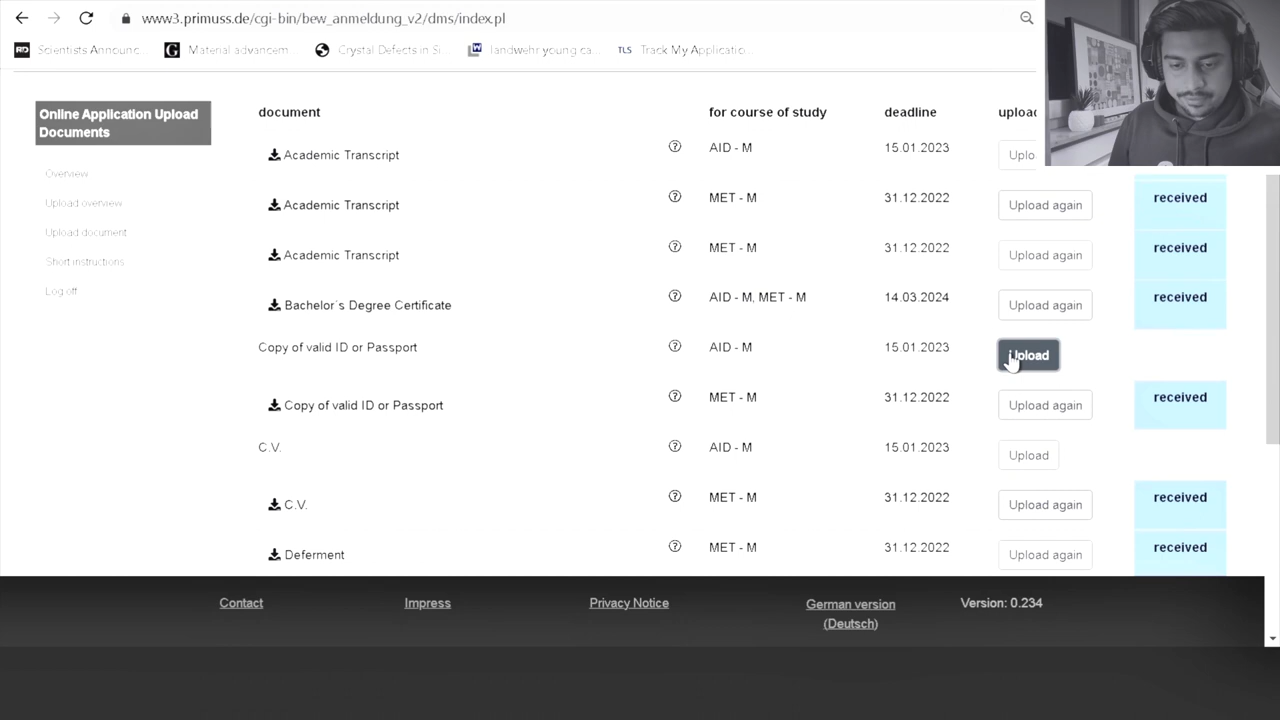 www3.primuss.de/cgi-bin/bew_anmeldung_v2/dms/index.pl
RD Scientists Announc...
G Material advancem...
Crystal Defects in Si...
W landwehr young ca...
TLS Track My Applicatio...
Online Application Upload
Documents
Overview
Upload overview
Upload document
Short instructions
Log off
document for course of study deadline upload
Academic Transcript AID - M 15.01.2023 Uplo
Academic Transcript MET - M 31.12.2022 Upload again received
Academic Transcript MET - M 31.12.2022 Upload again received
Bachelor´s Degree Certificate AID - M, MET - M 14.03.2024 Upload again received
Copy of valid ID or Passport AID - M 15.01.2023 Upload
Copy of valid ID or Passport MET - M 31.12.2022 Upload again received
C.V. AID - M 15.01.2023 Upload
C.V. MET - M 31.12.2022 Upload again received
Deferment MET - M 31.12.2022 Upload again received
Contact Impress Privacy Notice German version Version: 0.234
(Deutsch)